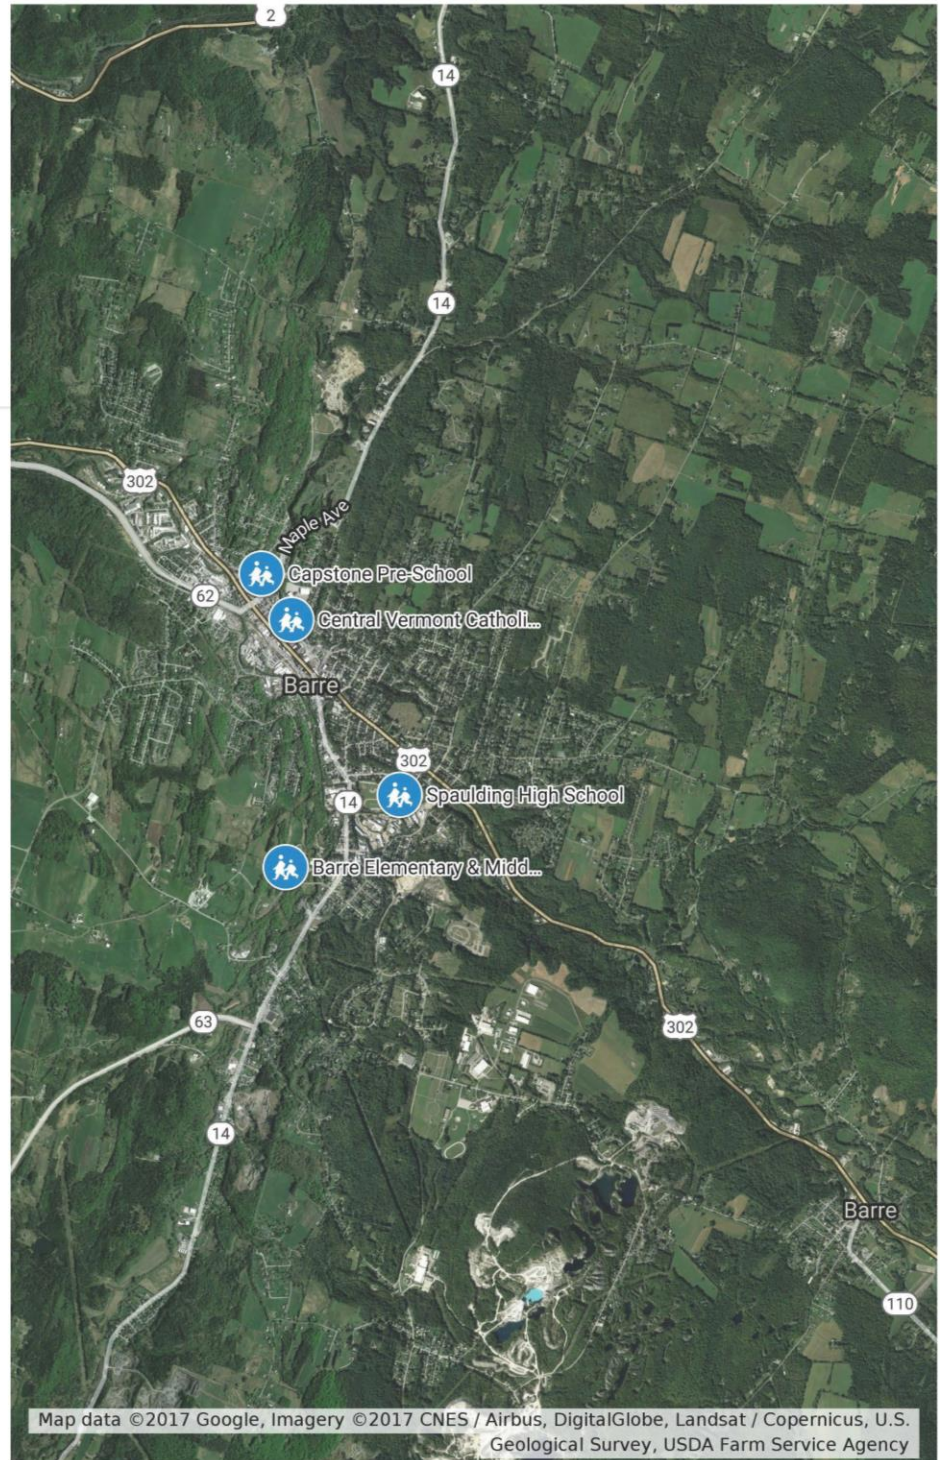 2
14
14
302
Maple Ave
Capstone Pre-School
62
Central Vermont Catholi...
Barre
302
14
Spaulding High School
Barre Elementary & Midd...
63
302
14
Barre
110
Map data ©2017 Google, Imagery ©2017 CNES / Airbus, DigitalGlobe, Landsat / Copernicus, U.S.
Geological Survey, USDA Farm Service Agency